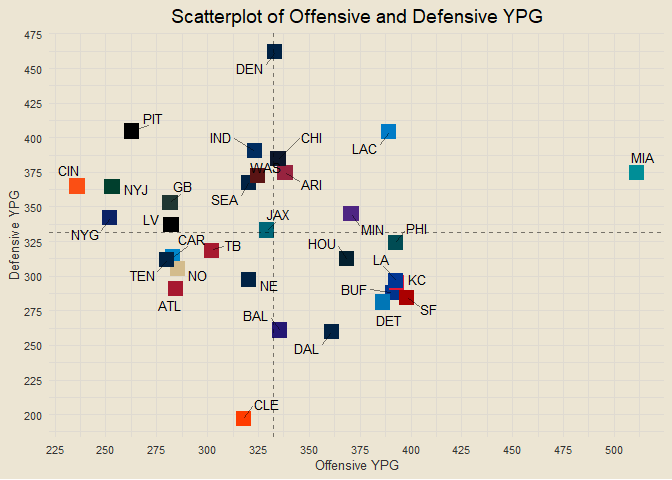 Scatterplot of Offensive and Defensive YPG
475
450
425
400
375
350
325
300
275
250
225
200
Defensive YPG
DEN
PIT
IND
CHI
LAC
MIA
CIN
NYJ
GB
WAS
ARI
SEA
NYG
LV
JAX
MIN
PHI
CAR
TB
HOU
LA
TEN
NO
NE
BUF
KC
ATL
SF
BAL
DET
DAL
CLE
225
250
275
300
325
350
375
400
425
450
475
500
Offensive YPG